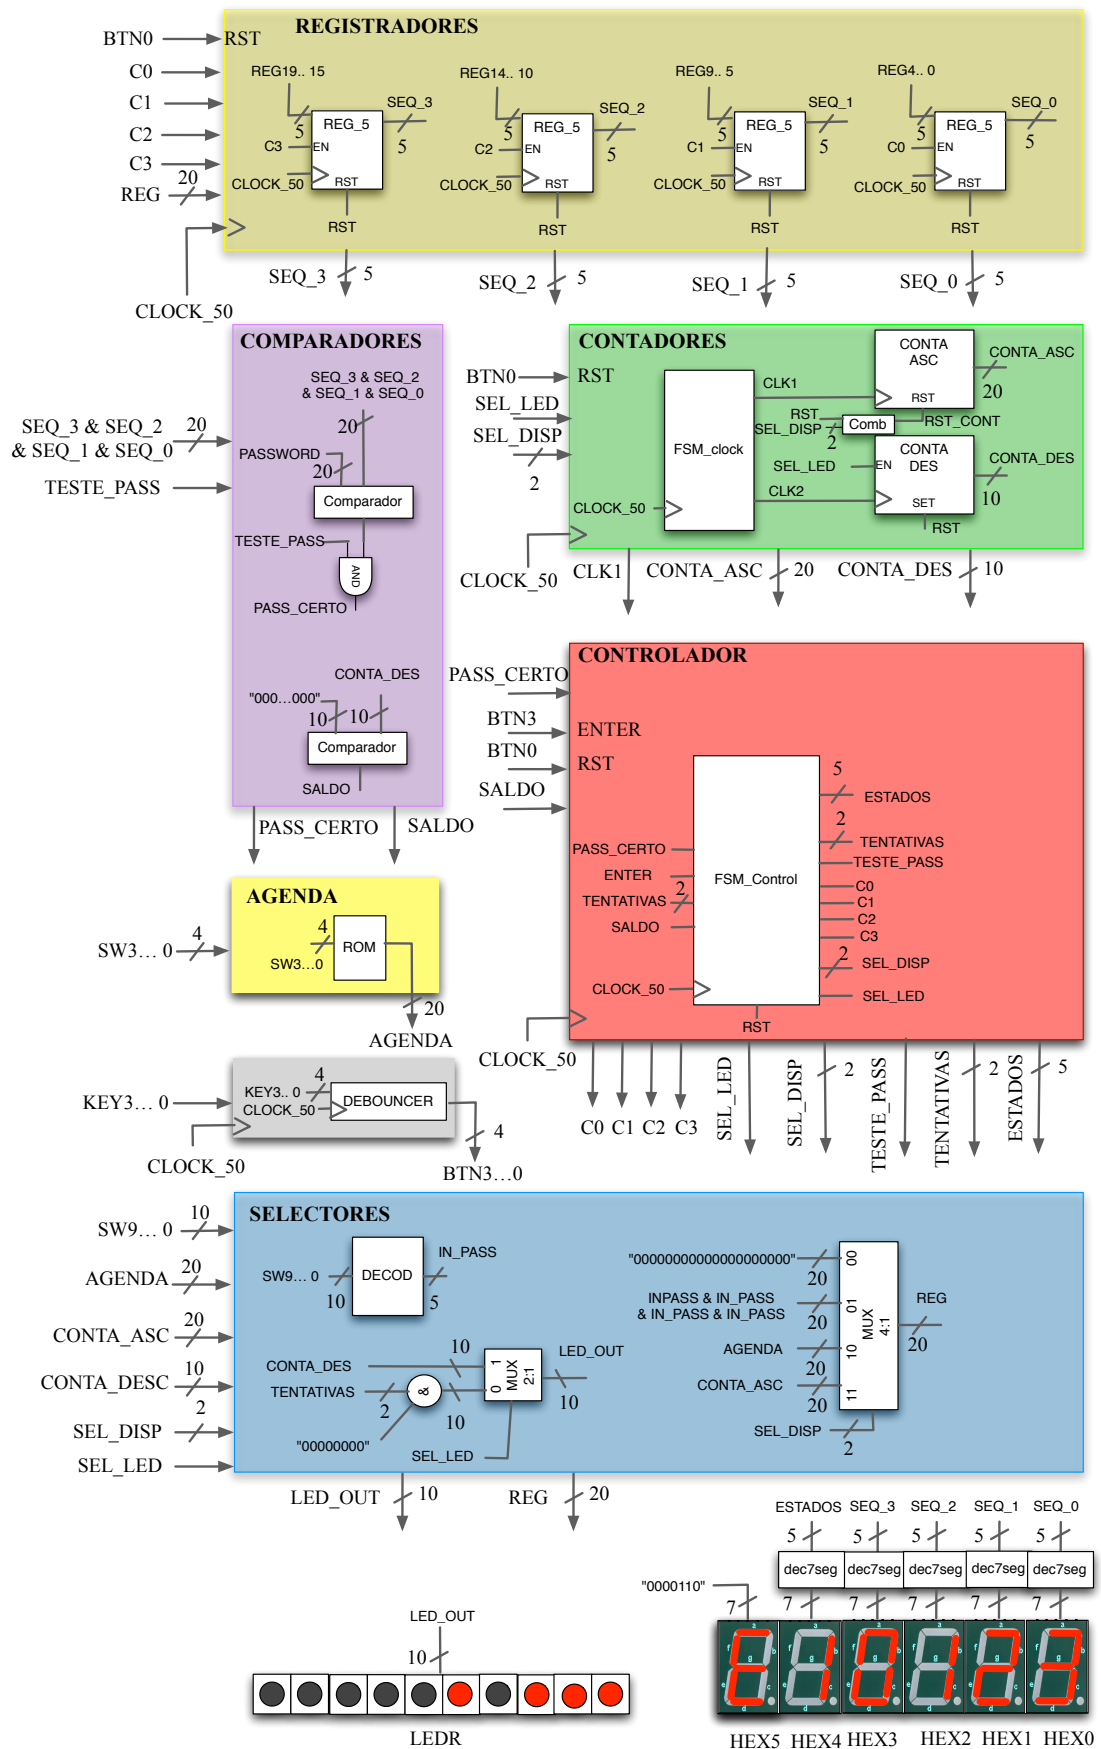 REGISTRADORES
BTN0
RST
C0
C1
C2
C3
REG
20
CLOCK_50
REG19.. 15
5
REG_5
SEQ_3
5
C3
EN
CLOCK_50
RST
RST
REG14.. 10
5
REG_5
SEQ_2
5
C2
EN
CLOCK_50
RST
RST
REG9.. 5
5
REG_5
SEQ_1
5
C1
EN
CLOCK_50
RST
RST
REG4.. 0
5
REG_5
SEQ_0
5
C0
EN
CLOCK_50
RST
RST
SEQ_3
5
SEQ_2
5
SEQ_1
5
SEQ_0
5
COMPARADORES
SEQ_3 & SEQ_2
& SEQ_1 & SEQ_0
20
PASSWORD
20
Comparador
SEQ_3 & SEQ_2
& SEQ_1 & SEQ_0
20
TESTE_PASS
TESTE_PASS
AND
PASS_CERTO
CONTA_DES
"000...000"
10
10
Comparador
SALDO
PASS_CERTO
SALDO
CONTADORES
BTN0
RST
SEL_LED
SEL_DISP
2
CLOCK_50
CLOCK_50
FSM_clock
CLK1
CLK2
CONTA
ASC
RST
CONTA_ASC
20
RST
SEL_DISP
2
Comb
RST_CONT
SEL_LED
EN
CONTA
DES
SET
RST
CONTA_DES
10
CLK1
CONTA_ASC
20
CONTA_DES
10
CONTROLADOR
PASS_CERTO
BTN3
ENTER
BTN0
RST
SALDO
PASS_CERTO
ENTER
TENTATIVAS
2
SALDO
CLOCK_50
CLOCK_50
FSM_Control
RST
5
ESTADOS
2
TENTATIVAS
TESTE_PASS
C0
C1
C2
C3
2
SEL_DISP
SEL_LED
C0
C1
C2
C3
SEL_LED
SEL_DISP
2
TESTE_PASS
TENTATIVAS
2
ESTADOS
5
AGENDA
SW3... 0
4
4
SW3...0
ROM
20
AGENDA
KEY3... 0
KEY3.. 0
4
CLOCK_50
DEBOUNCER
CLOCK_50
4
BTN3...0
SELECTORES
SW9... 0
10
AGENDA
20
CONTA_ASC
20
CONTA_DESC
10
SEL_DISP
2
SEL_LED
SW9... 0
10
DECOD
IN_PASS
5
CONTA_DES
10
TENTATIVAS
2
&
10
"00000000"
1
0
MUX
2:1
LED_OUT
10
SEL_LED
"00000000000000000000"
20
00
INPASS & IN_PASS
& IN_PASS & IN_PASS
20
01
AGENDA
20
10
CONTA_ASC
20
11
MUX
4:1
REG
20
SEL_DISP
2
LED_OUT
10
REG
20
ESTADOS
SEQ_3
SEQ_2
SEQ_1
SEQ_0
5
5
5
5
5
dec7seg
dec7seg
dec7seg
dec7seg
dec7seg
"0000110"
7
7
7
7
7
7
LED_OUT
10
LEDR
HEX5
HEX4
HEX3
HEX2
HEX1
HEX0